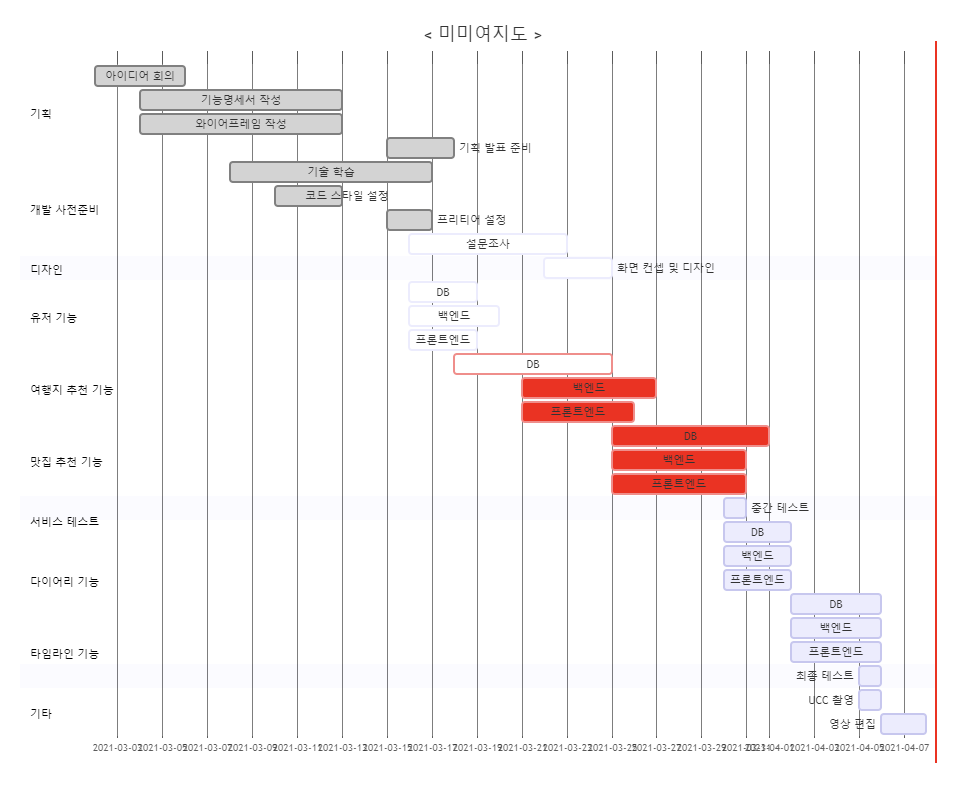 < 미미여지도 >
아이디어 회의
기능명세서 작성
기획
와이어프레임 작성
기획 발표 준비
기술 학습
코드 스타일 설정
개발 사전준비
프리티어 설정
설문조사
디자인
화면 컨셉 및 디자인
DB
유저 기능
백엔드
프론트엔드
DB
여행지 추천 기능
백엔드
프론트엔드
DB
맛집 추천 기능
백엔드
프론트엔드
중간 테스트
서비스 테스트
DB
백엔드
다이어리 기능
프론트엔드
DB
백엔드
타임라인 기능
프론트엔드
최종 테스트
UCC 촬영
기타
영상 편집
2021-03-03 2021-03-05 2021-03-07 2021-03-09 2021-03-11 2021-03-13 2021-03-15 2021-03-17 2021-03-19 2021-03-21 2021-03-23 2021-03-25 2021-03-27 2021-03-29 2021-03-31 2021-04-01 2021-04-03 2021-04-05 2021-04-07